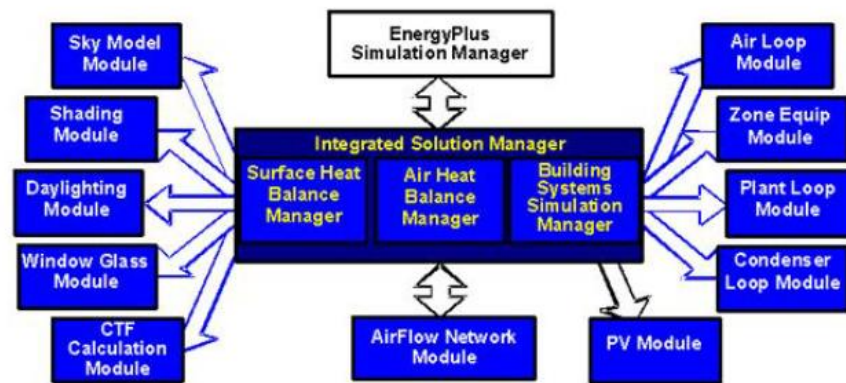 Sky Model
Module
EnergyPlus
Simulation Manager
Air Loop
Module
Shading
Module
Zone Equip
Module
Integrated Solution Manager
Surface Heat
Balance
Manager
Air Heat
Balance
Manager
Building
Systems
Simulation
Manager
Daylighting
Module
Plant Loop
Module
Window Glass
Module
Condenser
Loop Module
CTF
Calculation
Module
AirFlow Network
Module
PV Module